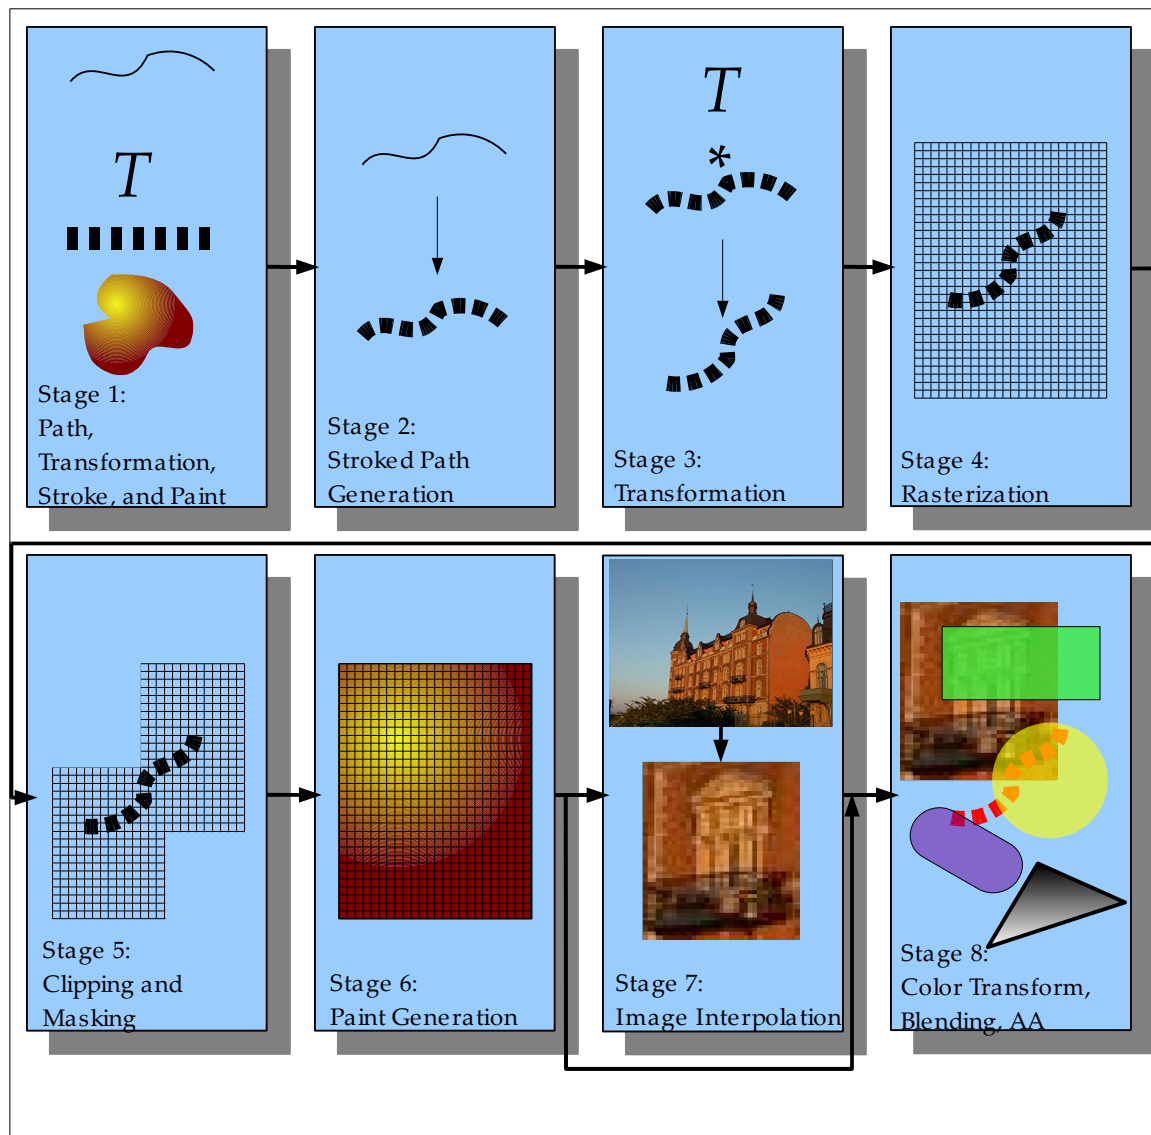 T
Stage 1:
Path,
Transformation,
Stroke, and Paint
Stage 2:
Stroked Path
Generation
T
*
Stage 3:
Transformation
Stage 4:
Rasterization
Stage 5:
Clipping and
Masking
Stage 6:
Paint Generation
Stage 7:
Image Interpolation
Stage 8:
Color Transform,
Blending, AA